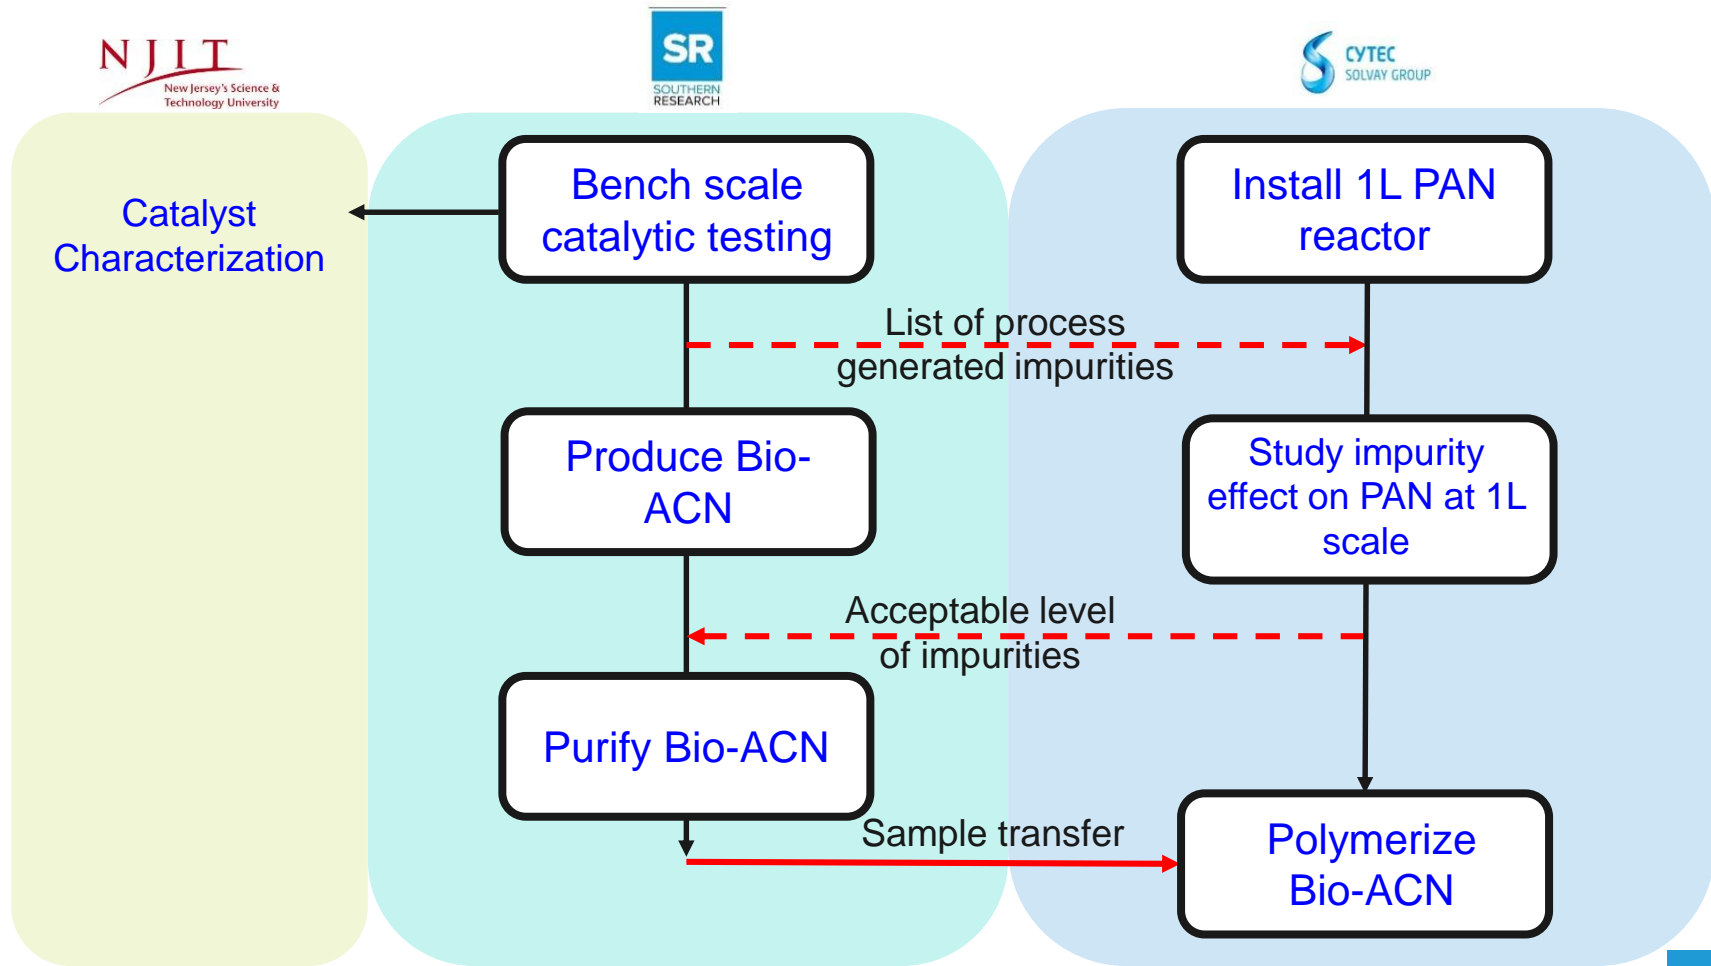 NJIT
New Jersey's Science &
Technology University
SR
SOUTHERN
RESEARCH
CYTEC
SOLVAY GROUP
Catalyst
Characterization
Bench scale
catalytic testing
Install 1L PAN
reactor
List of process
generated impurities
Produce Bio-
ACN
Study impurity
effect on PAN at 1L
scale
Acceptable level
of impurities
Purify Bio-ACN
Sample transfer
Polymerize
Bio-ACN